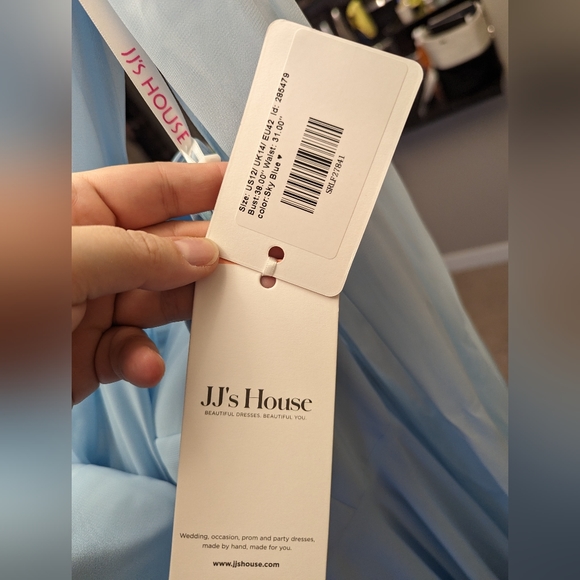 JJ'S HOUSE
Size: US12/ UK14/ EU42 Id: 285479
Bust:38.00" Waist: 31.00"
color:Sky Blue ♥
SRLF27841
JJ's House
BEAUTIFUL DRESSES. BEAUTIFUL YOU.
Wedding, occasion, prom and party dresses,
made by hand, made for you.
www.jjshouse.com